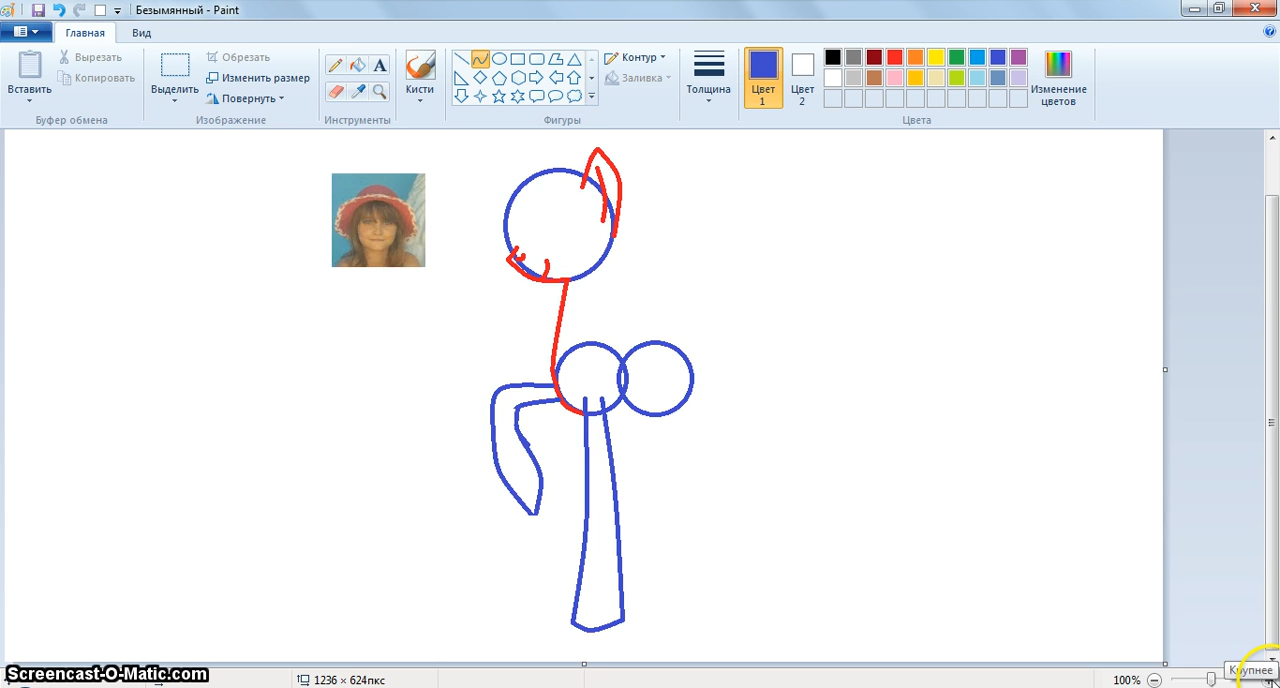 Безымянный - Paint
Главная
Вид
Вставить
Вырезать
Копировать
Буфер обмена
Выделить
Обрезать
Изменить размер
Повернуть
Изображение
A
Инструменты
Кисти
Контур
Заливка
Фигуры
Толщина
Цвет
1
Цвет
2
Изменение
цветов
Цвета
Крупнее
Screencast-O-Matic.com
1236 × 624пкс
100%